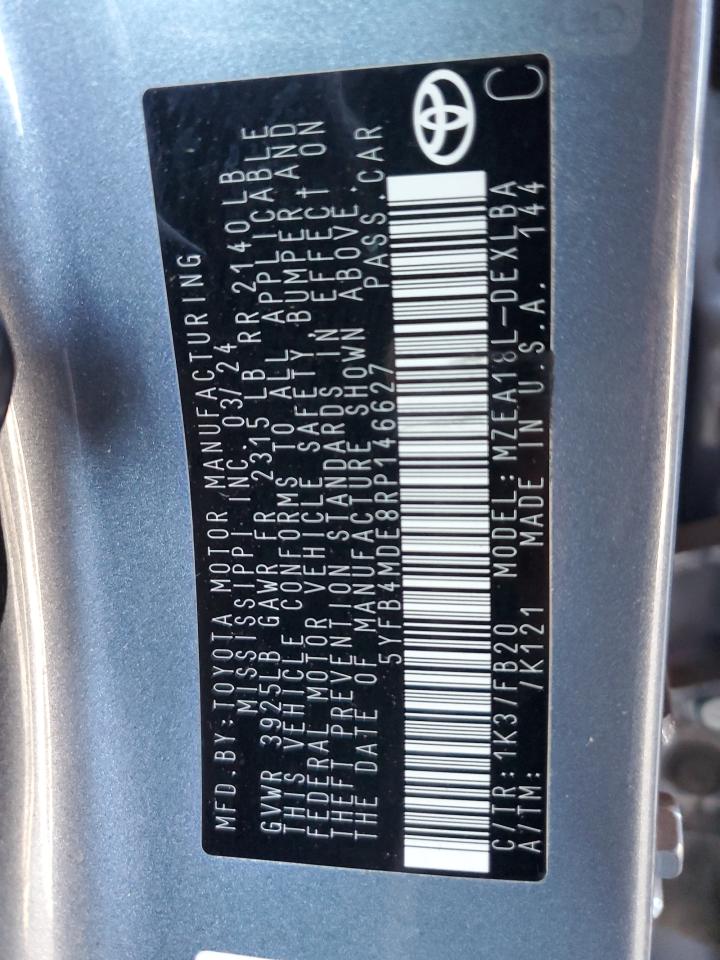 MFD.BY:TOYOTA MOTOR MANUFACTURING
MISSISSIPPI INC.03/24
GVWR 3925LB GAWR FR 2315 LB RR 2140 LB
THIS VEHICLE CONFORMS TO ALL APPLICABLE
FEDERAL MOTOR VEHICLE SAFETY BUMPER, AND
THEFT PREVENTION STANDARDS IN EFFECT ON
THE DATE OF MANUFACTURE SHOWN ABOVE.
5YFB4MDE8RP146627 PASS.CAR
C/TR:1K3/FB20 MODEL:MZEA18L-DEXLBA
A/TM: /K121 MADE IN U.S.A. 144
C